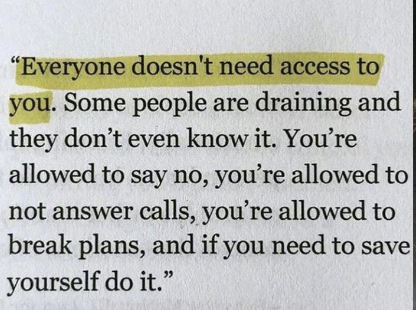 “Everyone doesn't need access to
you. Some people are draining and
they don’t even know it. You’re
allowed to say no, you’re allowed to
not answer calls, you’re allowed to
break plans, and if you need to save
yourself do it.”